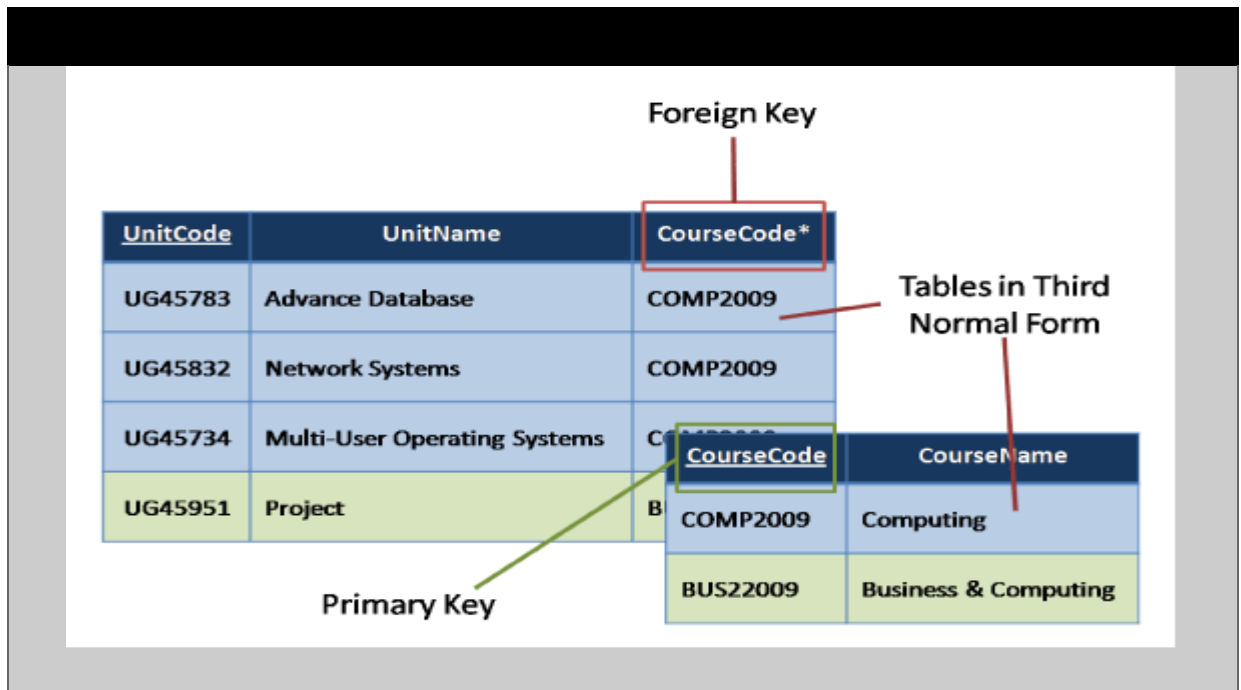 Foreign Key
UnitCode UnitName CourseCode*
UG45783 Advance Database COMP2009
UG45832 Network Systems COMP2009
UG45734 Multi-User Operating Systems
UG45951 Project
Tables in Third
Normal Form
CourseCode CourseName
COMP2009 Computing
BUS22009 Business & Computing
Primary Key